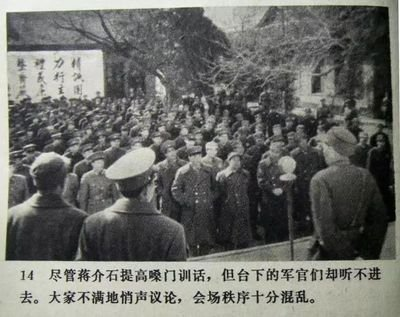 14 尽管蒋介石提高嗓门训话，但台下的军官们却听不进
去。大家不满地悄声议论，会场秩序十分混乱。